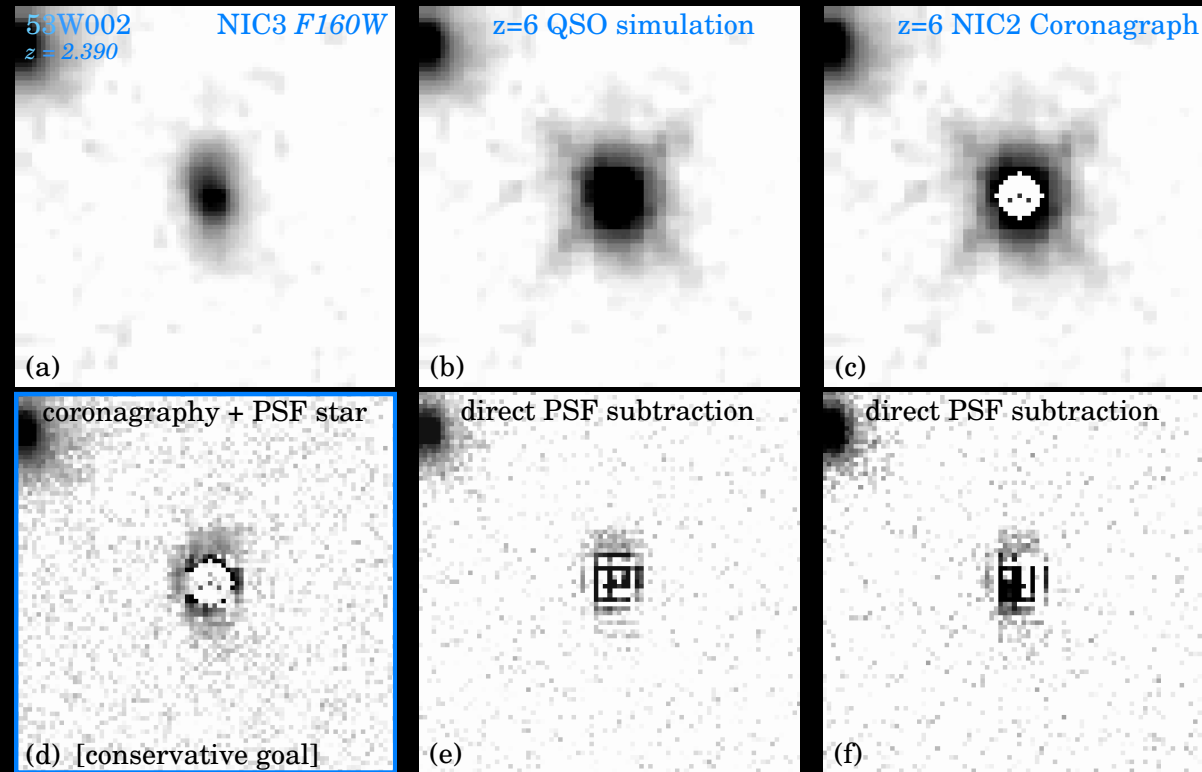 53W002 NIC3 F160W
z = 2.390
(a)
z=6 QSO simulation
(b)
z=6 NIC2 Coronagraph
(c)
coronagraphy + PSF star
(d) [conservative goal]
direct PSF subtraction
(e)
direct PSF subtraction
(f)